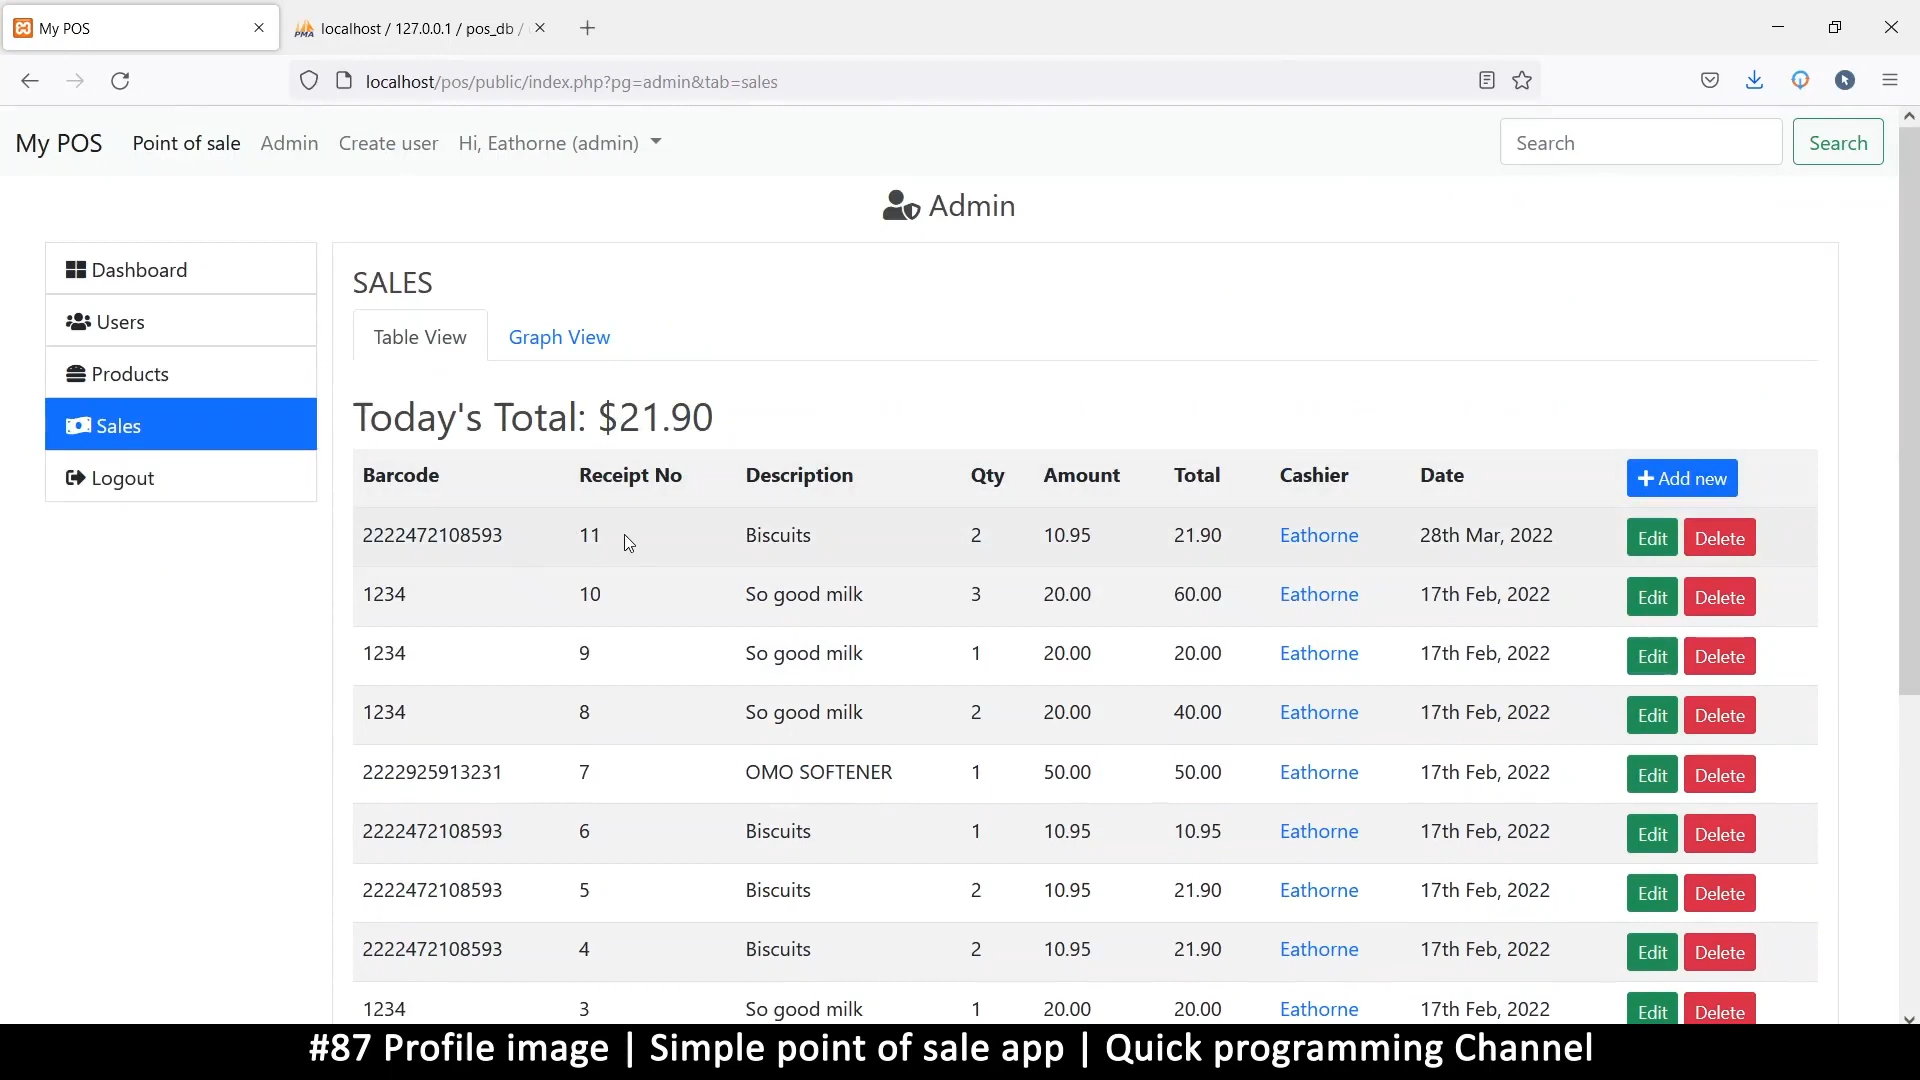 My POS
localhost / 127.0.0.1 / pos_db /
localhost/pos/public/index.php?pg=admin&tab=sales
My POS Point of sale Admin Create user Hi, Eathorne (admin) Search Search
Admin
Dashboard
Users
Products
Sales
Logout
SALES
Table View Graph View
Today's Total: $21.90
Barcode Receipt No Description Qty Amount Total Cashier Date Add new
2222472108593 11 Biscuits 2 10.95 21.90 Eathorne 28th Mar, 2022 Edit Delete
1234 10 So good milk 3 20.00 60.00 Eathorne 17th Feb, 2022 Edit Delete
1234 9 So good milk 1 20.00 20.00 Eathorne 17th Feb, 2022 Edit Delete
1234 8 So good milk 2 20.00 40.00 Eathorne 17th Feb, 2022 Edit Delete
2222925913231 7 OMO SOFTENER 1 50.00 50.00 Eathorne 17th Feb, 2022 Edit Delete
2222472108593 6 Biscuits 1 10.95 10.95 Eathorne 17th Feb, 2022 Edit Delete
2222472108593 5 Biscuits 2 10.95 21.90 Eathorne 17th Feb, 2022 Edit Delete
2222472108593 4 Biscuits 2 10.95 21.90 Eathorne 17th Feb, 2022 Edit Delete
1234 3 So good milk 1 20.00 20.00 Eathorne 17th Feb, 2022 Edit Delete
#87 Profile image | Simple point of sale app | Quick programming Channel